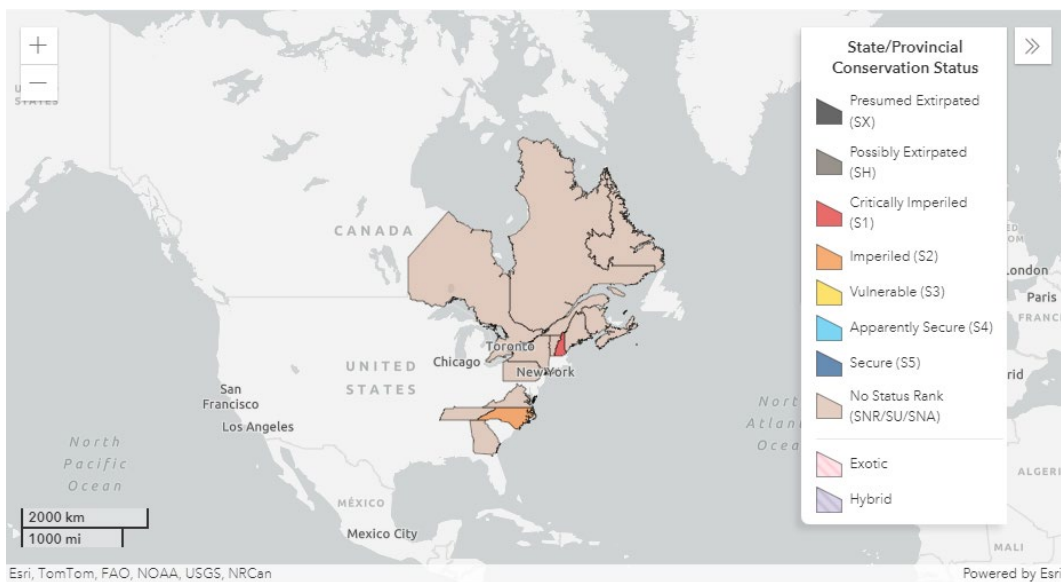 +
−
UNITED
STATES
CANADA
Toronto
Chicago
New York
UNITED
STATES
San
Francisco
Los Angeles
North
Pacific
Ocean
MÉXICO
Mexico City
2000 km
1000 mi
Esri, TomTom, FAO, NOAA, USGS, NRCan
State/Provincial
Conservation Status
Presumed Extirpated
(SX)
Possibly Extirpated
(SH)
Critically Imperiled
(S1)
Imperiled (S2)
Vulnerable (S3)
Apparently Secure (S4)
Secure (S5)
No Status Rank
(SNR/SU/SNA)
Exotic
Hybrid
London
Paris
ALGERI
MALI
Powered by Esri